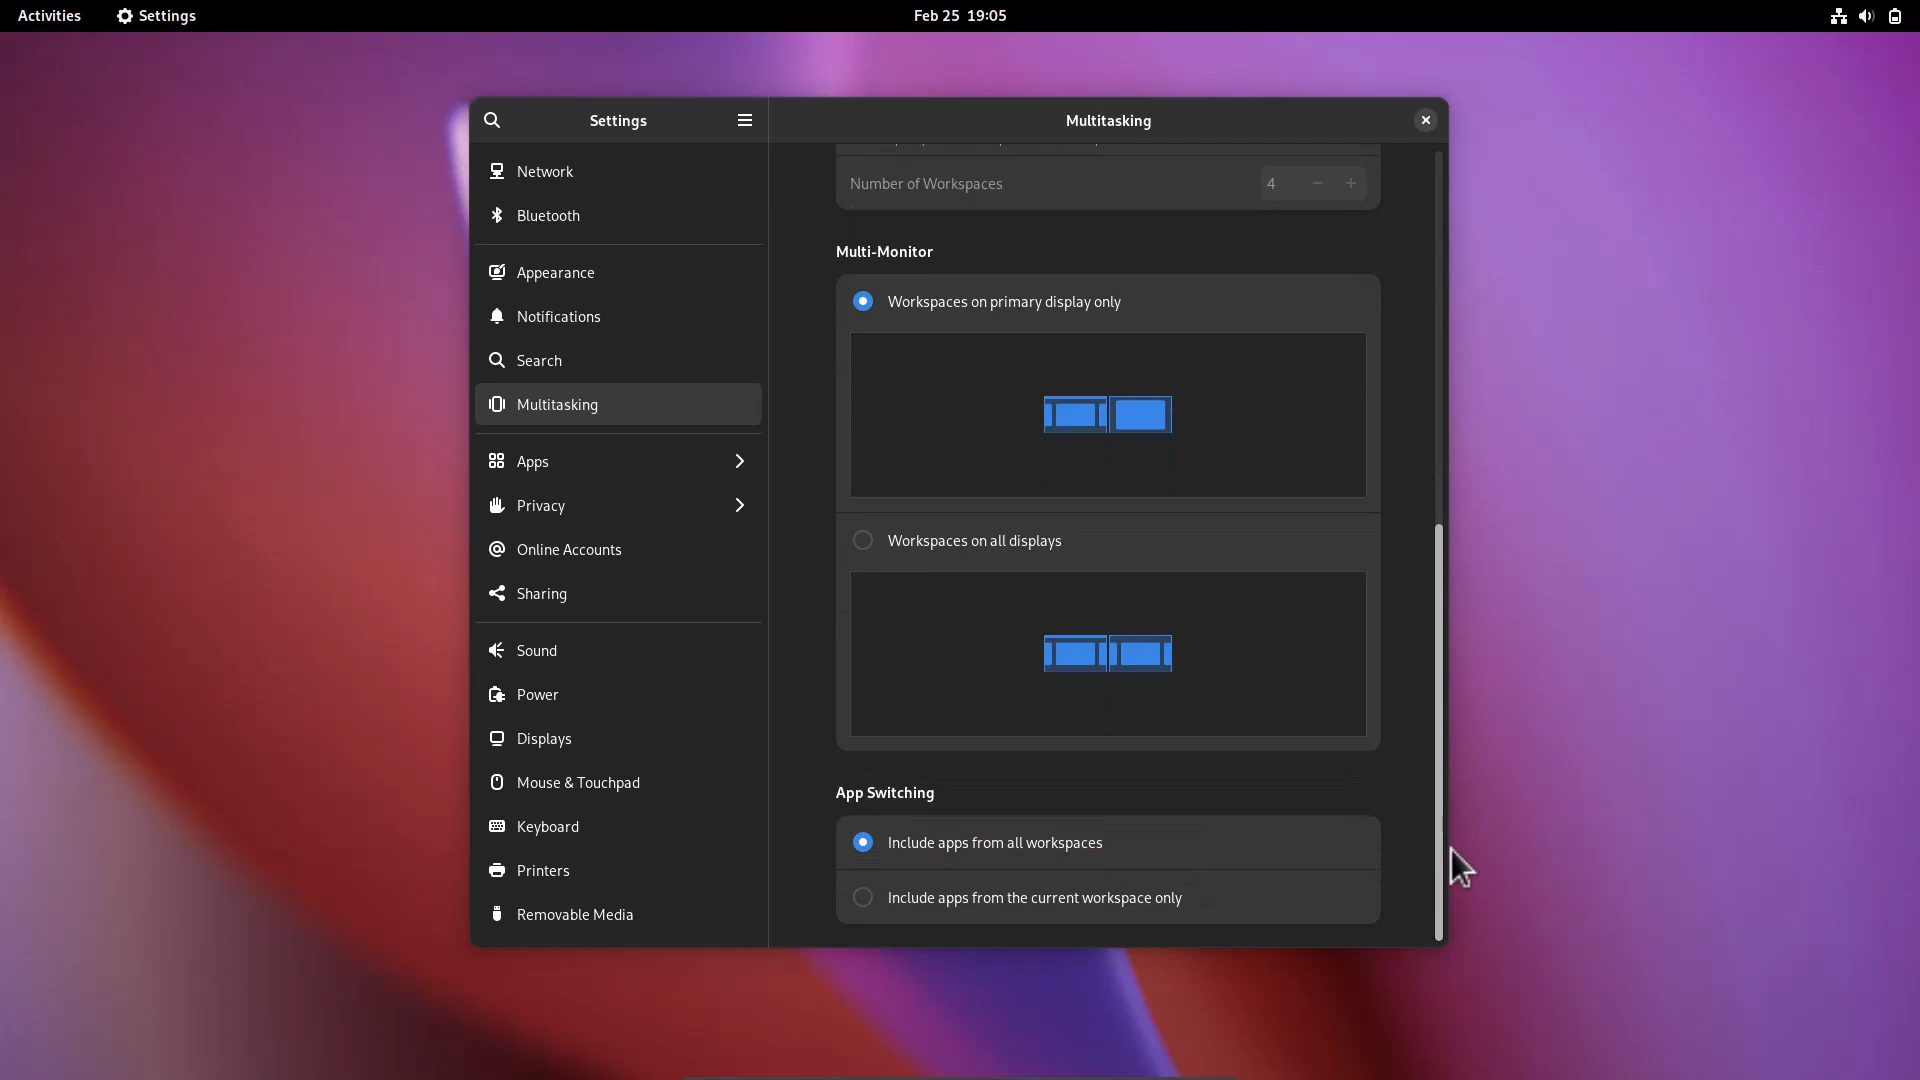 Activities
Settings
Feb 25 19:05
Settings
Multitasking
Network
Bluetooth
Appearance
Notifications
Search
Multitasking
Apps
Privacy
Online Accounts
Sharing
Sound
Power
Displays
Mouse & Touchpad
Keyboard
Printers
Removable Media
Number of Workspaces
4
Multi-Monitor
Workspaces on primary display only
Workspaces on all displays
App Switching
Include apps from all workspaces
Include apps from the current workspace only